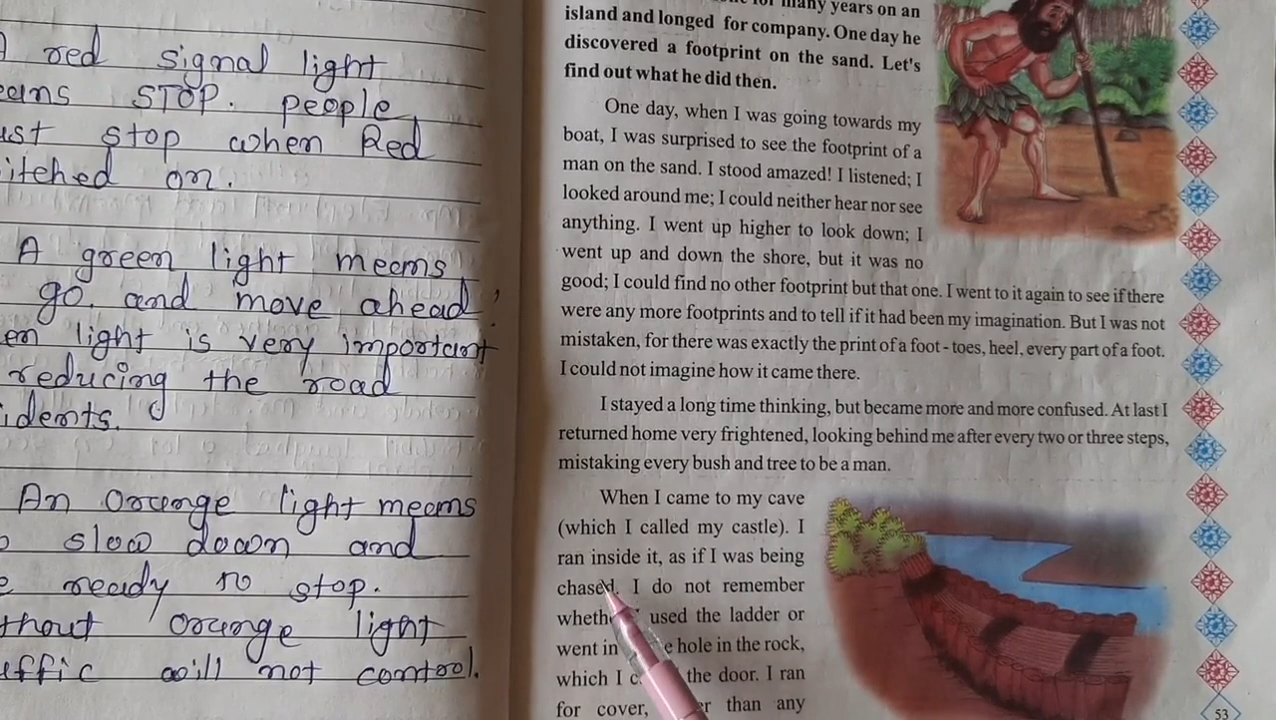 red signal light
STOP. people
stop when Red
on.
A green light meems
go. and move ahead.
light is very important
reducing the road
An orange light meems
slow down and
ready to stop.
orange light
will not control.
many years on an
island and longed for company. One day he
discovered a footprint on the sand. Let's
find out what he did then.
One day, when I was going towards my
boat, I was surprised to see the footprint of a
man on the sand. I stood amazed! I listened; I
looked around me; I could neither hear nor see
anything. I went up higher to look down; I
went up and down the shore, but it was no
good; I could find no other footprint but that one. I went to it again to see if there
were any more footprints and to tell if it had been my imagination. But I was not
mistaken, for there was exactly the print of a foot - toes, heel, every part of a foot.
I could not imagine how it came there.
I stayed a long time thinking, but became more and more confused. At last I
returned home very frightened, looking behind me after every two or three steps,
mistaking every bush and tree to be a man.
When I came to my cave
(which I called my castle). I
ran inside it, as if I was being
chased. I do not remember
used the ladder or
went in hole in the rock,
which I the door. I ran
for cover, than any
53